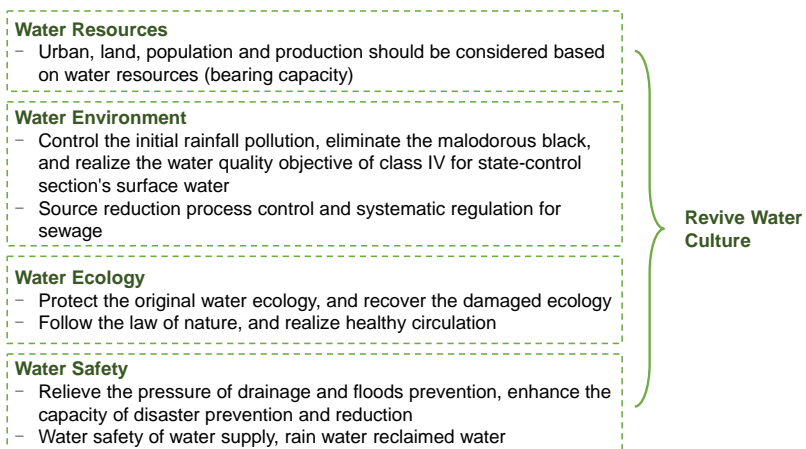 Water Resources
− Urban, land, population and production should be considered based
on water resources (bearing capacity)
Water Environment
− Control the initial rainfall pollution, eliminate the malodorous black,
and realize the water quality objective of class IV for state-control
section's surface water
− Source reduction process control and systematic regulation for
sewage
Water Ecology
− Protect the original water ecology, and recover the damaged ecology
− Follow the law of nature, and realize healthy circulation
Water Safety
− Relieve the pressure of drainage and floods prevention, enhance the
capacity of disaster prevention and reduction
− Water safety of water supply, rain water reclaimed water
Revive Water
Culture